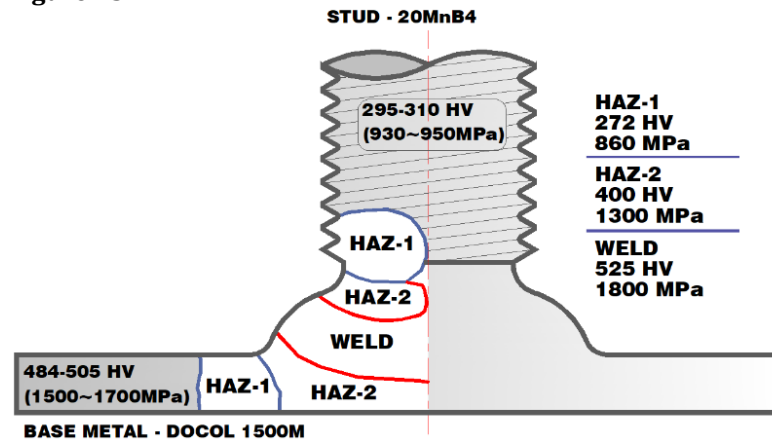 STUD - 20MnB4
295-310 HV
(930~950MPa)
HAZ-1
272 HV
860 MPa
HAZ-2
400 HV
1300 MPa
WELD
525 HV
1800 MPa
HAZ-1
HAZ-2
WELD
484-505 HV
(1500~1700MPa)
HAZ-1
HAZ-2
BASE METAL - DOCOL 1500M